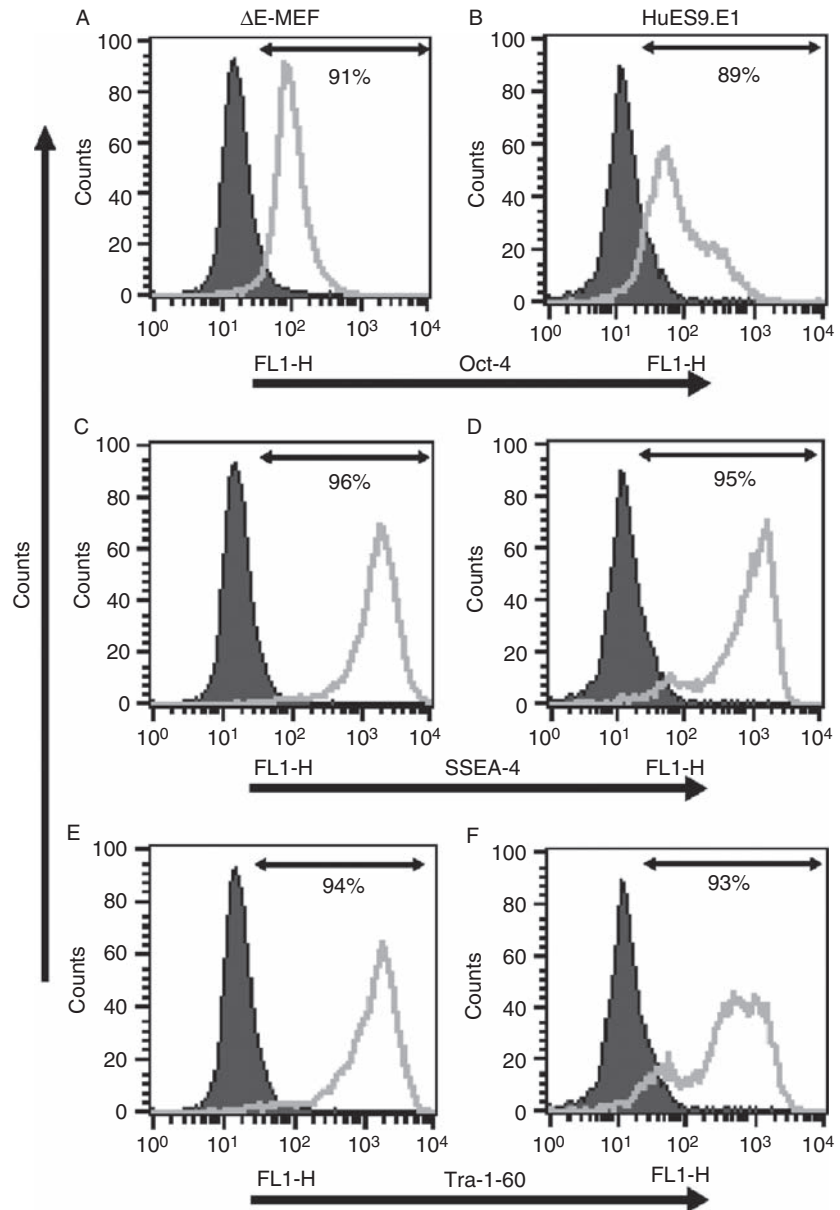 A ΔE-MEF B HuES9.E1
Counts
100
80
60
40
20
0
91%
10⁰ 10¹ 10² 10³ 10⁴
Counts
100
80
60
40
20
0
89%
10⁰ 10¹ 10² 10³ 10⁴
FL1-H Oct-4 FL1-H
C
Counts
100
80
60
40
20
0
96%
10⁰ 10¹ 10² 10³ 10⁴
D
Counts
100
80
60
40
20
0
95%
10⁰ 10¹ 10² 10³ 10⁴
FL1-H SSEA-4 FL1-H
Counts
E
Counts
100
80
60
40
20
0
94%
10⁰ 10¹ 10² 10³ 10⁴
F
Counts
100
80
60
40
20
0
93%
10⁰ 10¹ 10² 10³ 10⁴
FL1-H Tra-1-60 FL1-H